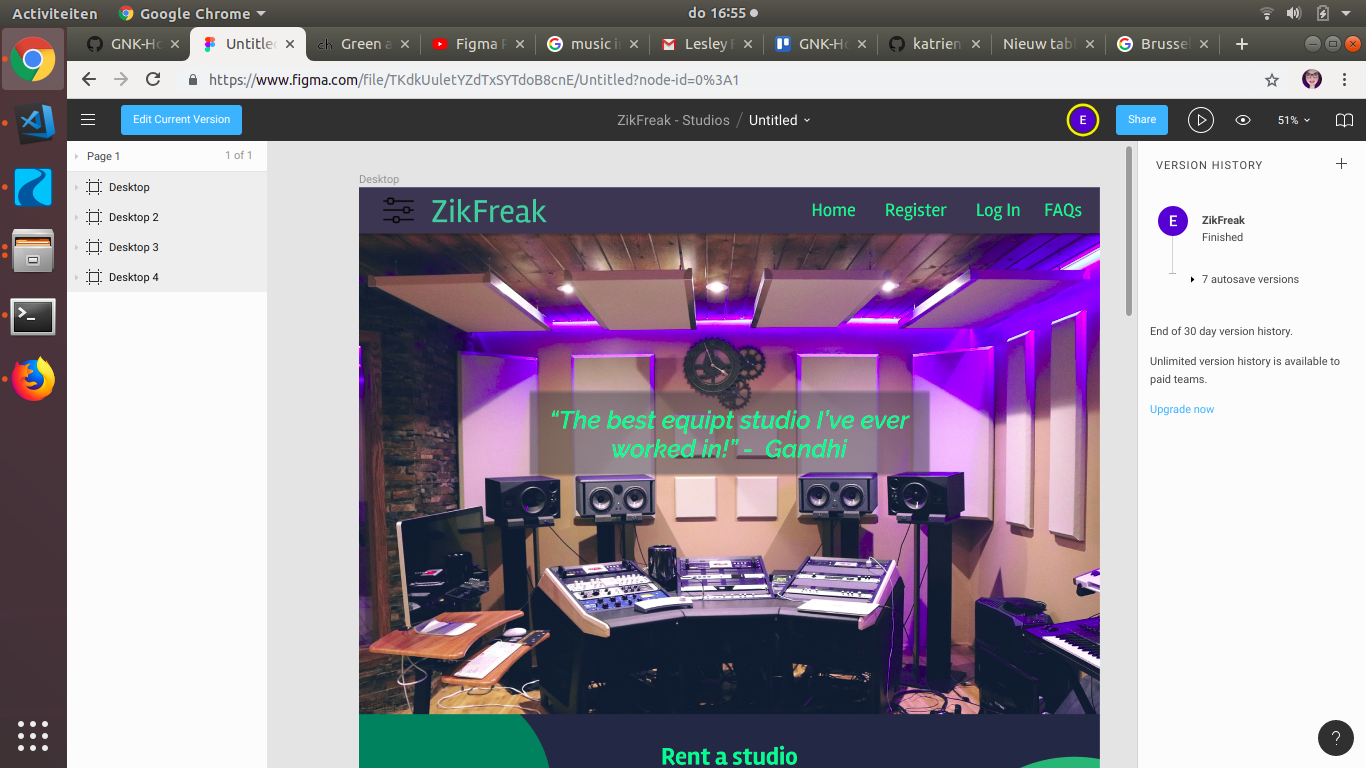 Activiteiten
Google Chrome
do 16:55
GNK-Ho
Untitled
Green a
Figma
music i
Lesley
GNK-Ho
katrien
Nieuw tab
Brussel
https://www.figma.com/file/TKdkUuletYZdTxSYTdoB8cnE/Untitled?node-id=0%3A1
Edit Current Version
ZikFreak - Studios / Untitled
E
Share
51%
Page 1
1 of 1
Desktop
Desktop 2
Desktop 3
Desktop 4
Desktop
ZikFreak
Home
Register
Log In
FAQs
“The best equipt studio I’ve ever
worked in!” - Gandhi
Rent a studio
VERSION HISTORY
E
ZikFreak
Finished
7 autosave versions
End of 30 day version history.
Unlimited version history is available to
paid teams.
Upgrade now
?